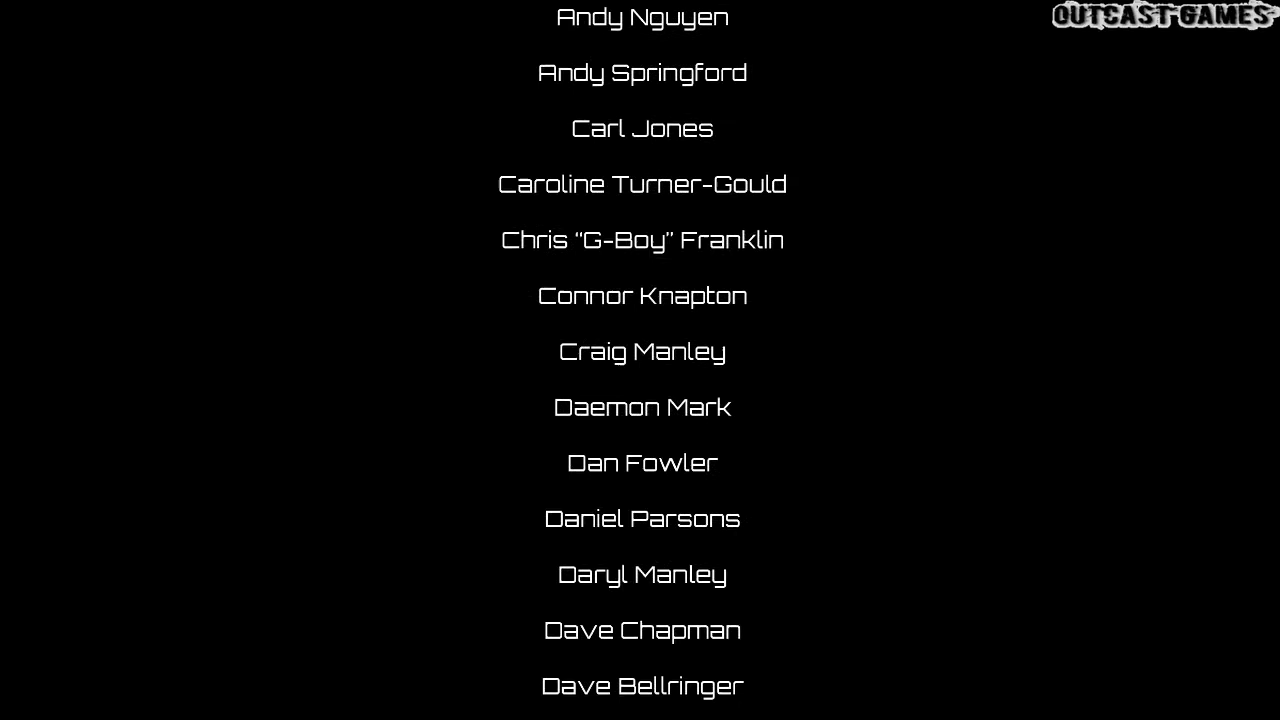 Andy Nguyen
OUTCAST GAMES
Andy Springford
Carl Jones
Caroline Turner-Gould
Chris “G-Boy” Franklin
Connor Knapton
Craig Manley
Daemon Mark
Dan Fowler
Daniel Parsons
Daryl Manley
Dave Chapman
Dave Bellringer